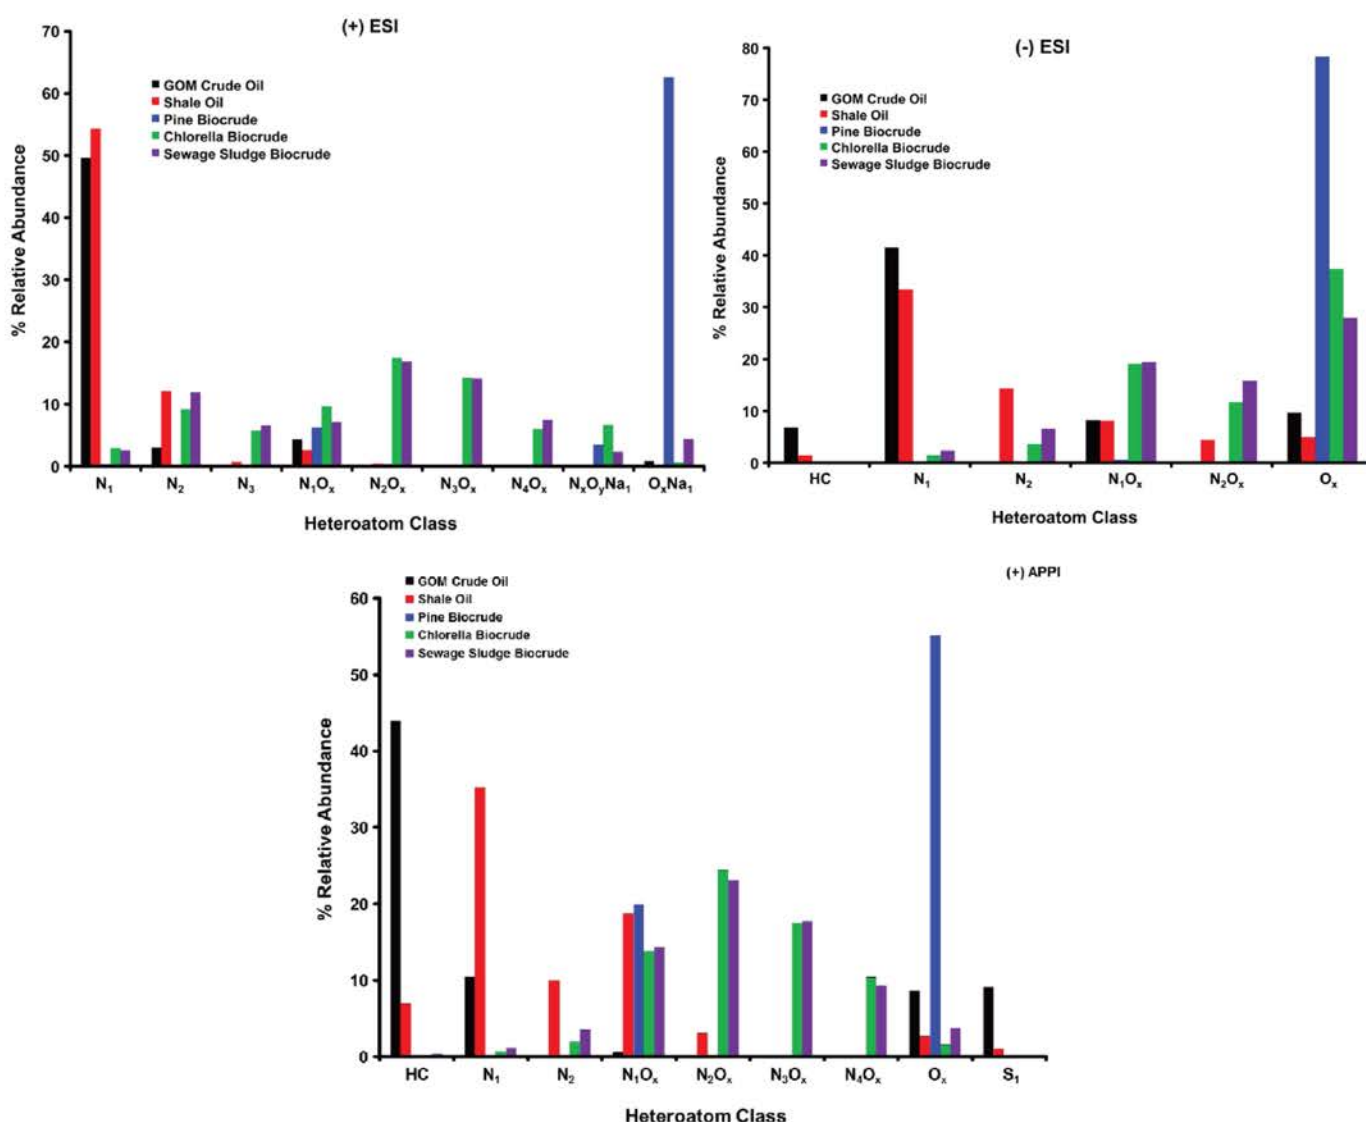 (+) ESI
70
60
50
40
30
20
10
0
% Relative Abundance
GOM Crude Oil
Shale Oil
Pine Biocrude
Chlorella Biocrude
Sewage Sludge Biocrude
N₁ N₂ N₃ N₁Oₓ N₂Oₓ N₃Oₓ N₄Oₓ NₓOᵧNa₁ OₓNa₁
Heteroatom Class
(-) ESI
80
70
60
50
40
30
20
10
0
% Relative Abundance
GOM Crude Oil
Shale Oil
Pine Biocrude
Chlorella Biocrude
Sewage Sludge Biocrude
HC N₁ N₂ N₁Oₓ N₂Oₓ Oₓ
Heteroatom Class
(+) APPI
60
50
40
30
20
10
0
% Relative Abundance
GOM Crude Oil
Shale Oil
Pine Biocrude
Chlorella Biocrude
Sewage Sludge Biocrude
HC N₁ N₂ N₁Oₓ N₂Oₓ N₃Oₓ N₄Oₓ Oₓ S₁
Heteroatom Class